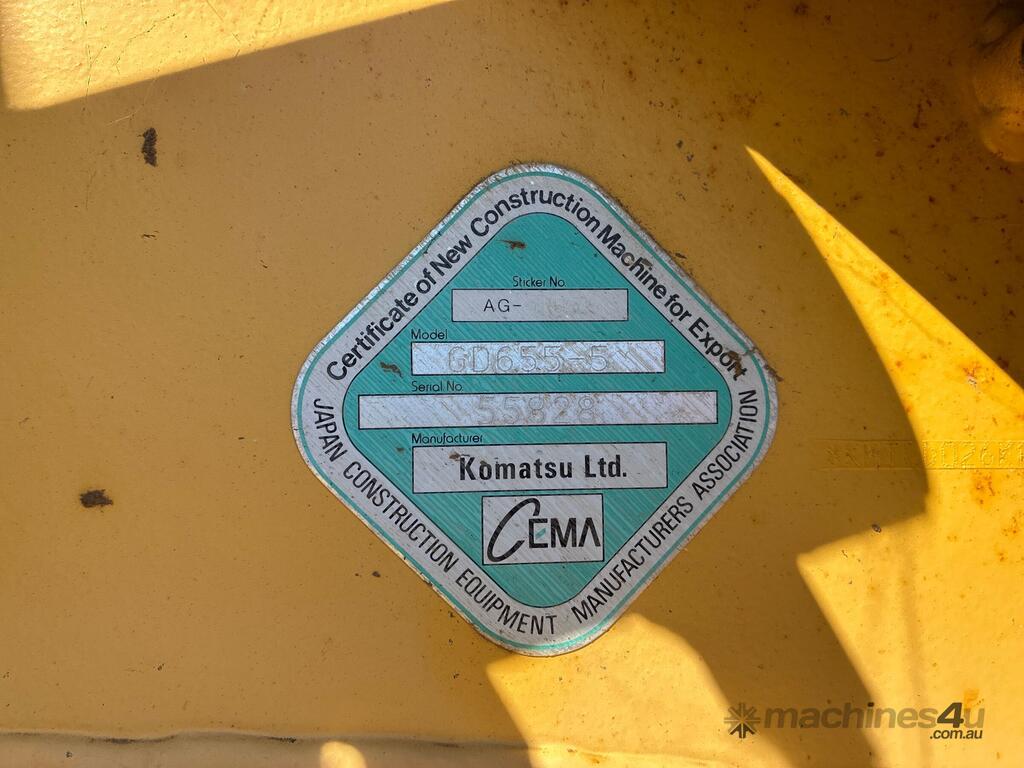 Certificate of New Construction Machine for Export
Sticker No.
AG-
Model
GD655-5
Serial No.
55828
Manufacturer
Komatsu Ltd.
CEMA
JAPAN CONSTRUCTION EQUIPMENT MANUFACTURERS ASSOCIATION
machines4u
.com.au